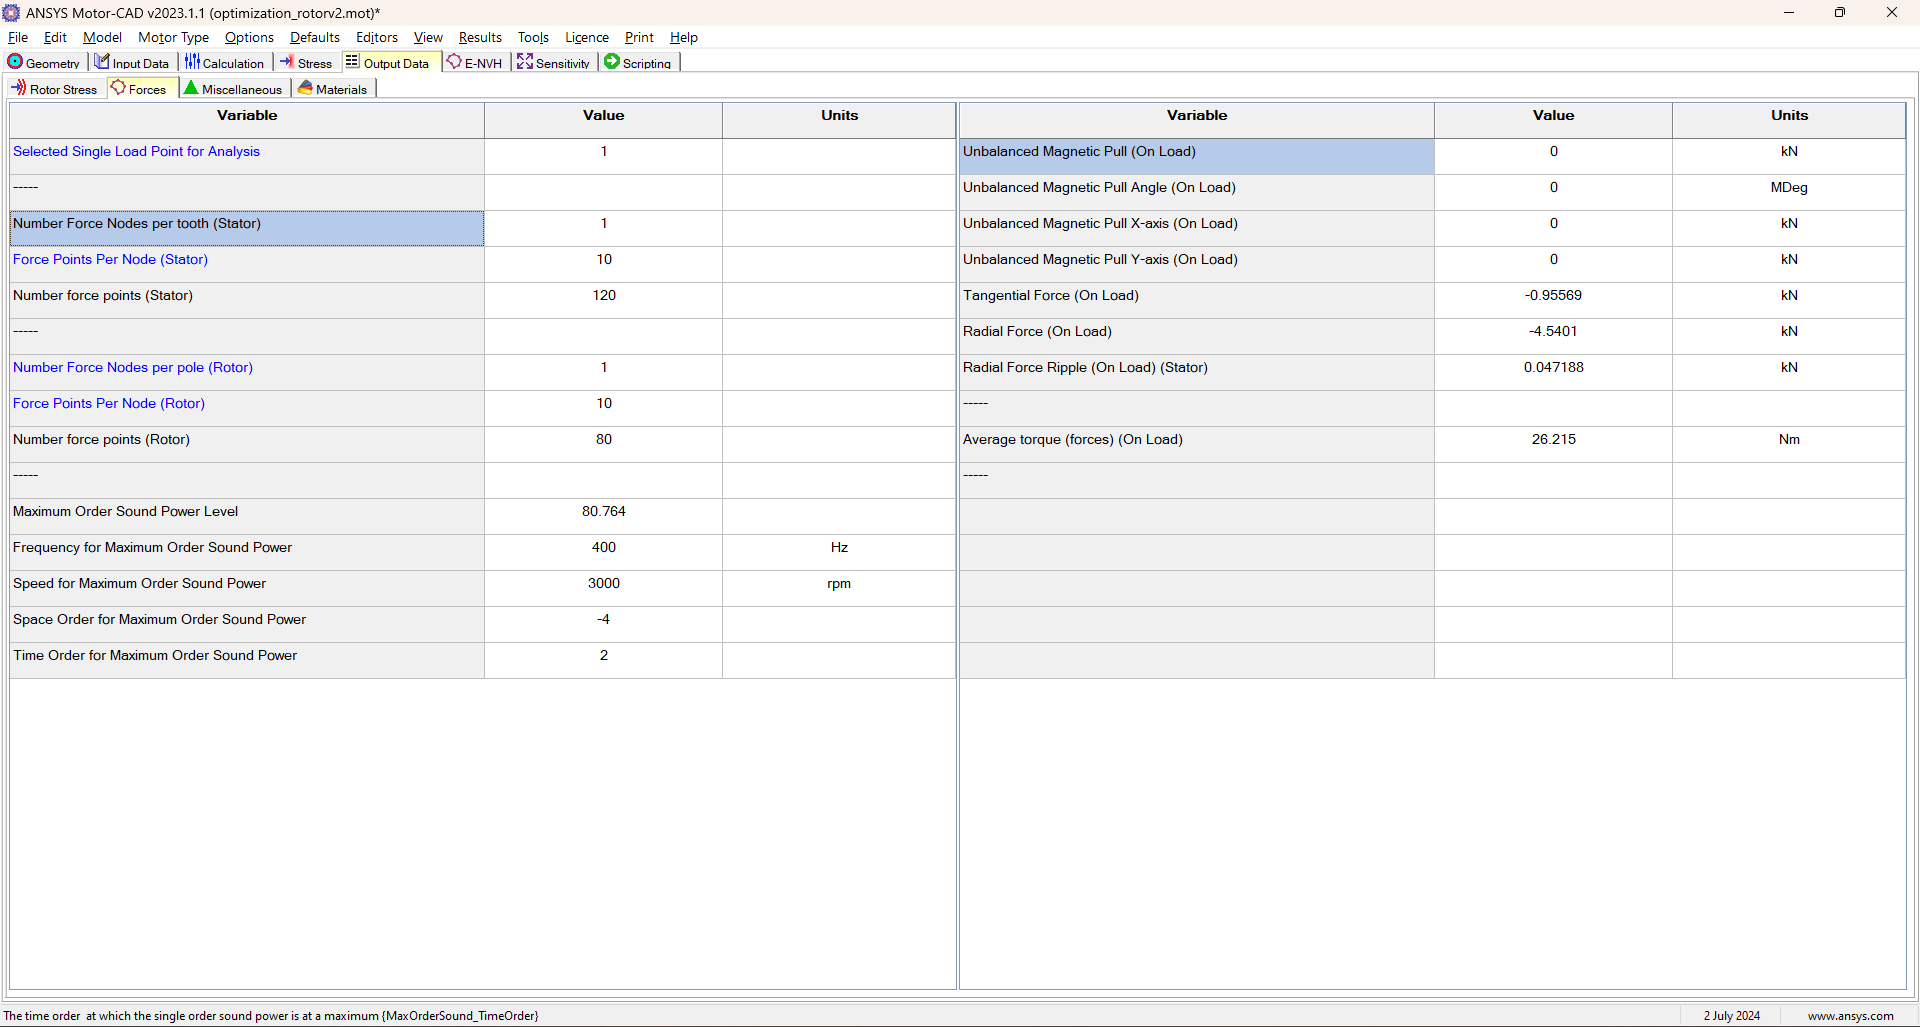 ANSYS Motor-CAD v2023.1.1 (optimization_rotorv2.mot)*
File Edit Model Motor Type Options Defaults Editors View Results Tools Licence Print Help
Geometry Input Data Calculation Stress Output Data E-NVH Sensitivity Scripting
Rotor Stress Forces Miscellaneous Materials
Variable Value Units Variable Value Units
Selected Single Load Point for Analysis 1 Unbalanced Magnetic Pull (On Load) 0 kN
----- Unbalanced Magnetic Pull Angle (On Load) 0 MDeg
Number Force Nodes per tooth (Stator) 1 Unbalanced Magnetic Pull X-axis (On Load) 0 kN
Force Points Per Node (Stator) 10 Unbalanced Magnetic Pull Y-axis (On Load) 0 kN
Number force points (Stator) 120 Tangential Force (On Load) -0.95569 kN
----- Radial Force (On Load) -4.5401 kN
Number Force Nodes per pole (Rotor) 1 Radial Force Ripple (On Load) (Stator) 0.047188 kN
Force Points Per Node (Rotor) 10 -----
Number force points (Rotor) 80 Average torque (forces) (On Load) 26.215 Nm
----- -----
Maximum Order Sound Power Level 80.764
Frequency for Maximum Order Sound Power 400 Hz
Speed for Maximum Order Sound Power 3000 rpm
Space Order for Maximum Order Sound Power -4
Time Order for Maximum Order Sound Power 2
The time order  at which the single order sound power is at a maximum {MaxOrderSound_TimeOrder} 2 July 2024 www.ansys.com